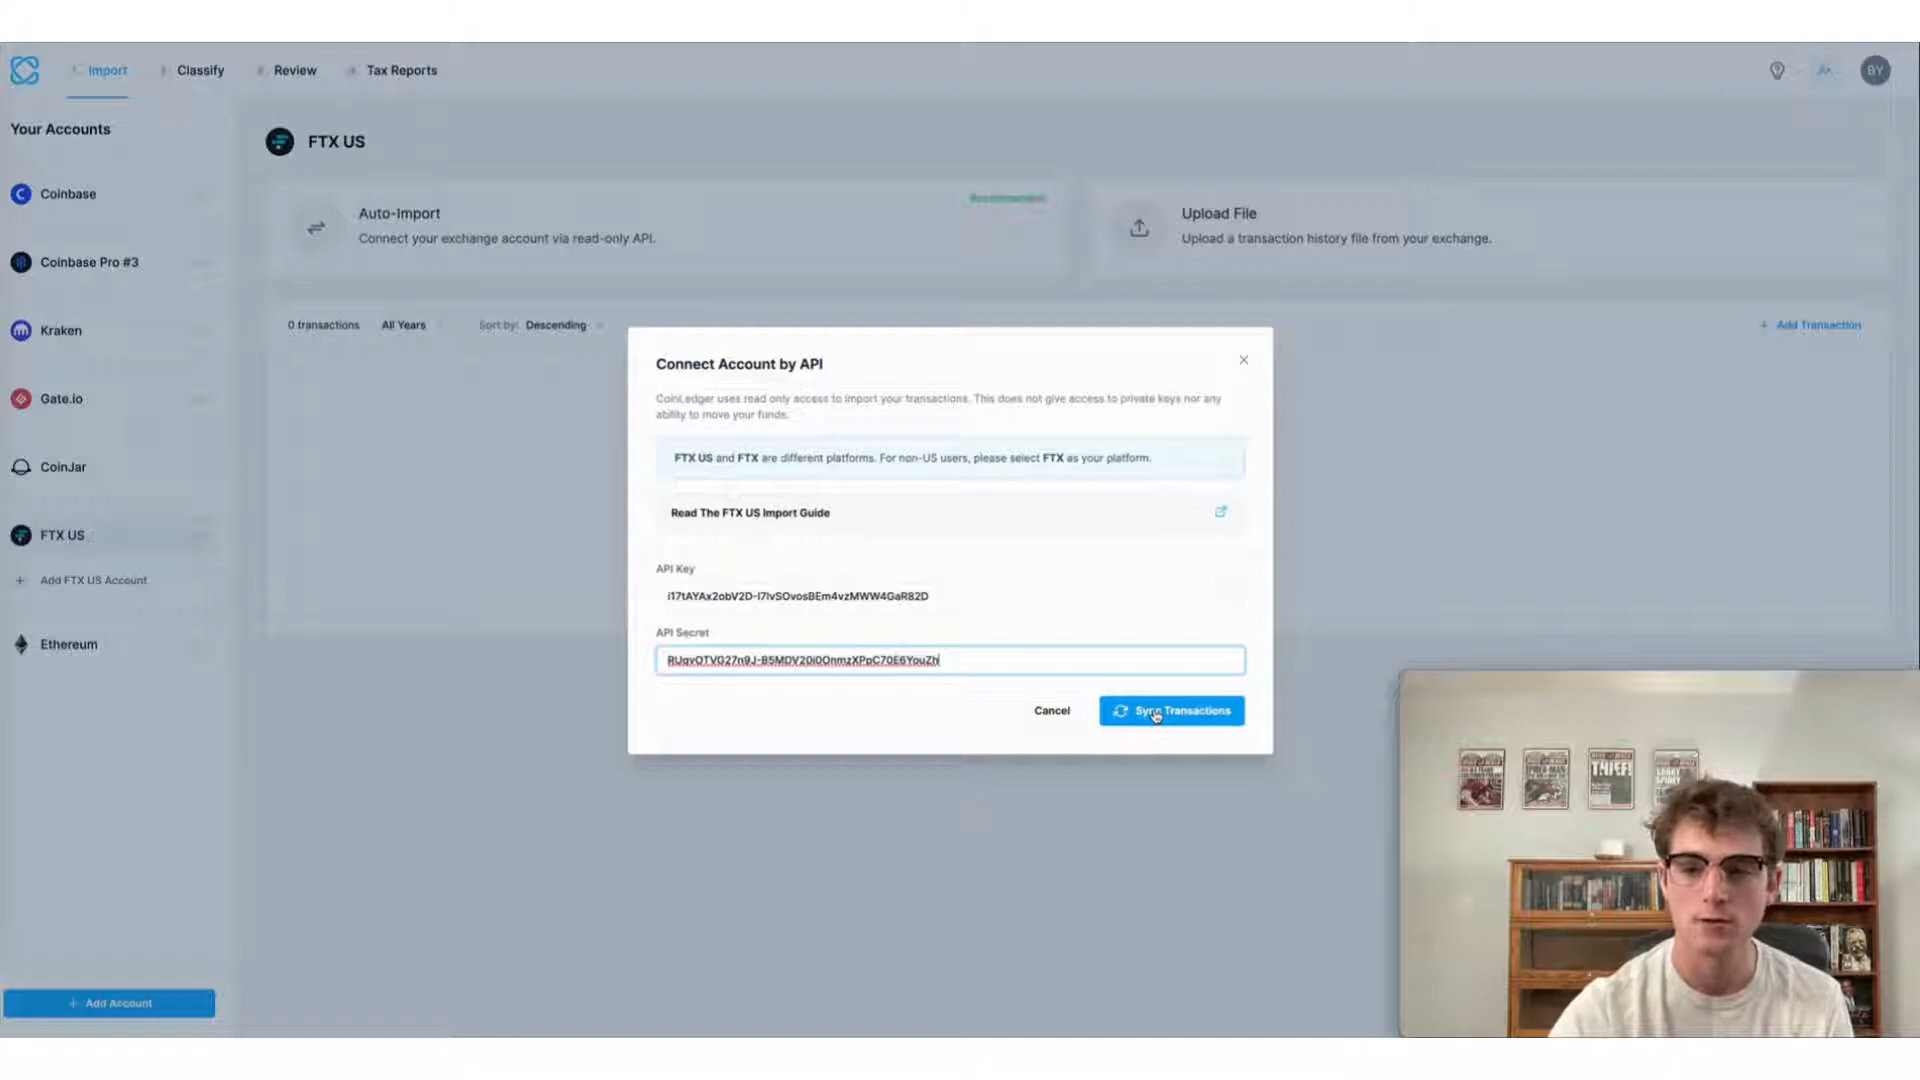 Import
Classify
Review
Tax Reports
BY
Your Accounts
Coinbase
Coinbase Pro #3
Kraken
Gate.io
CoinJar
FTX US
Add FTX US Account
Ethereum
+ Add Account
FTX US
Auto-Import
Connect your exchange account via read-only API.
Recommended
Upload File
Upload a transaction history file from your exchange.
0 transactions All Years Sort by: Descending
+ Add Transaction
Connect Account by API
CoinLedger uses read only access to import your transactions. This does not give access to private keys nor any
ability to move your funds.
FTX US and FTX are different platforms. For non-US users, please select FTX as your platform.
Read The FTX US Import Guide
API Key
API Secret
Cancel
Sync Transactions
THIEF!